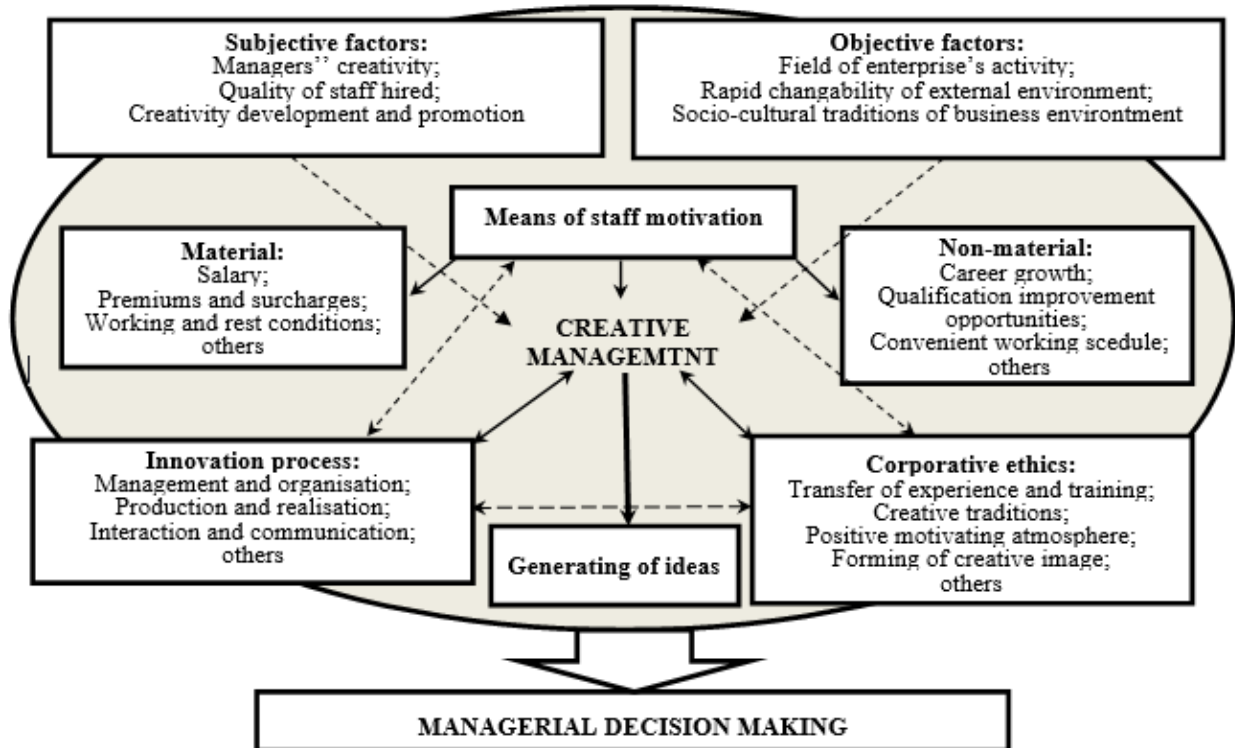 Subjective factors:
Managers’’ creativity;
Quality of staff hired;
Creativity development and promotion
Objective factors:
Field of enterprise’s activity;
Rapid changability of external environment;
Socio-cultural traditions of business environtment
Means of staff motivation
Material:
Salary;
Premiums and surcharges;
Working and rest conditions;
others
Non-material:
Career growth;
Qualification improvement
opportunities;
Convenient working scedule;
others
CREATIVE
MANAGEMTNT
Innovation process:
Management and organisation;
Production and realisation;
Interaction and communication;
others
Corporative ethics:
Transfer of experience and training;
Creative traditions;
Positive motivating atmosphere;
Forming of creative image;
others
Generating of ideas
MANAGERIAL DECISION MAKING